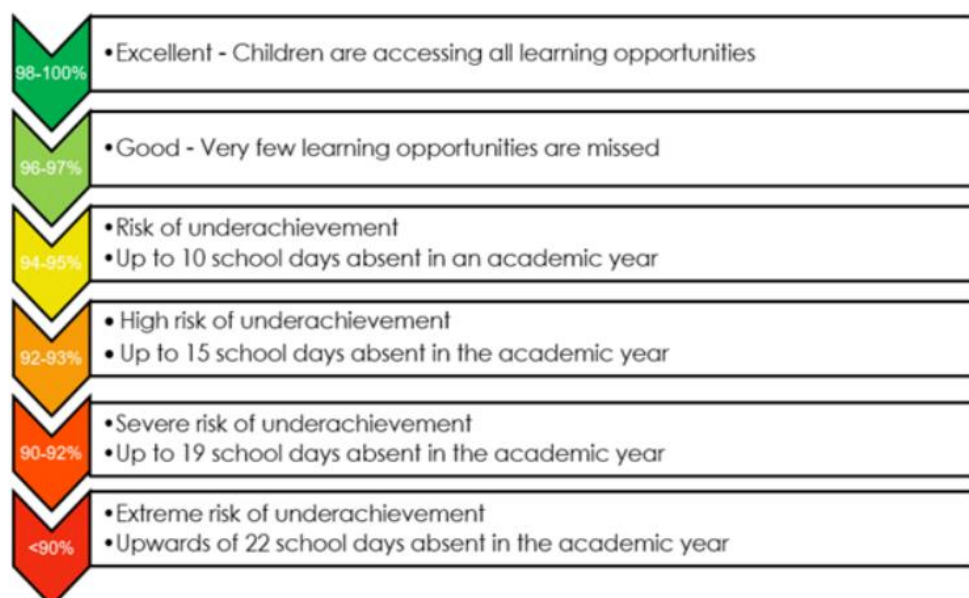 98-100%
•Excellent - Children are accessing all learning opportunities
96-97%
•Good - Very few learning opportunities are missed
94-95%
•Risk of underachievement
•Up to 10 school days absent in an academic year
92-93%
• High risk of underachievement
• Up to 15 school days absent in the academic year
90-92%
•Severe risk of underachievement
•Up to 19 school days absent in the academic year
<90%
•Extreme risk of underachievement
•Upwards of 22 school days absent in the academic year